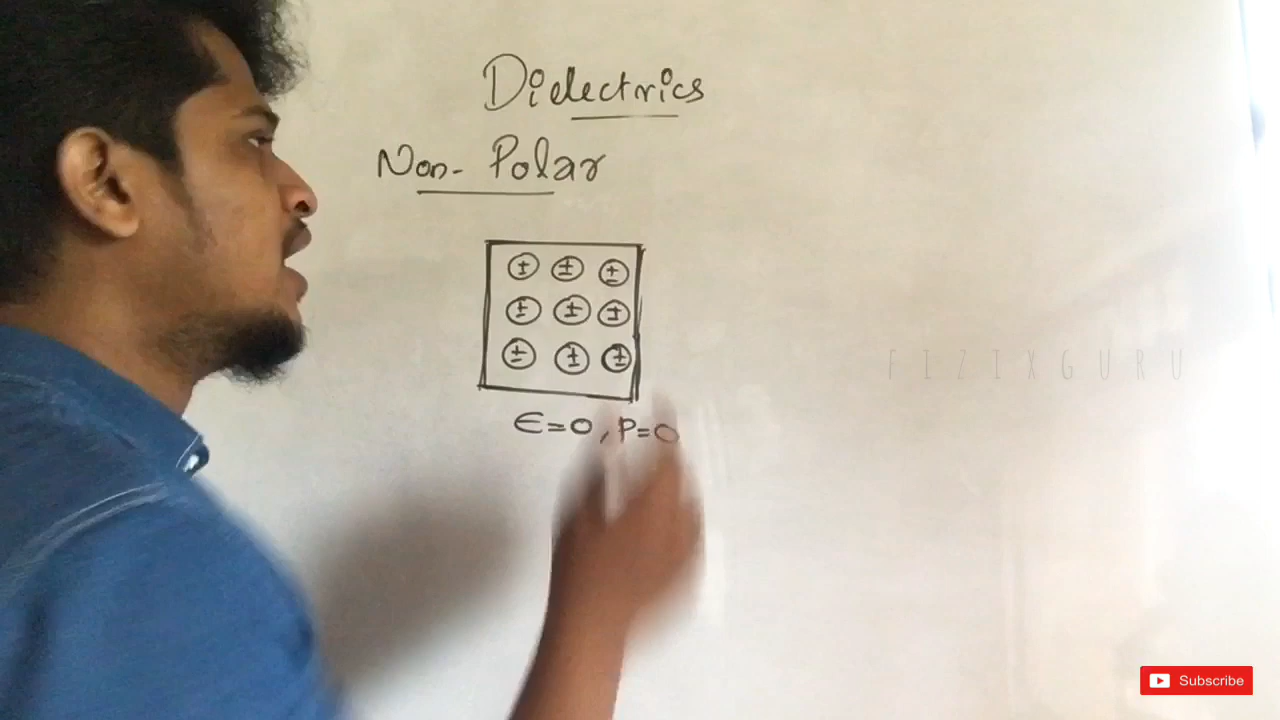 Dielectrics
Non-Polar
± ± ±
± ± ±
± ± ±
E=0, P=0
FIZIXGURU
Subscribe